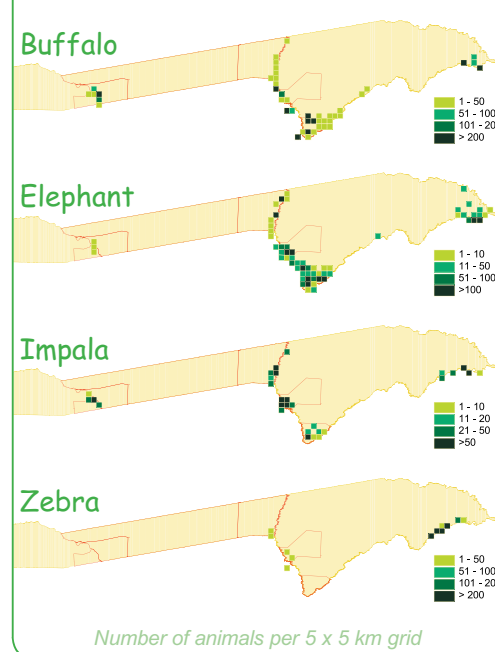 Buffalo
1 - 50
51 - 100
101 - 20
> 200
Elephant
1 - 10
11 - 50
51 - 100
>100
Impala
1 - 10
11 - 20
21 - 50
>50
Zebra
1 - 50
51 - 100
101 - 20
> 200
Number of animals per 5 x 5 km grid